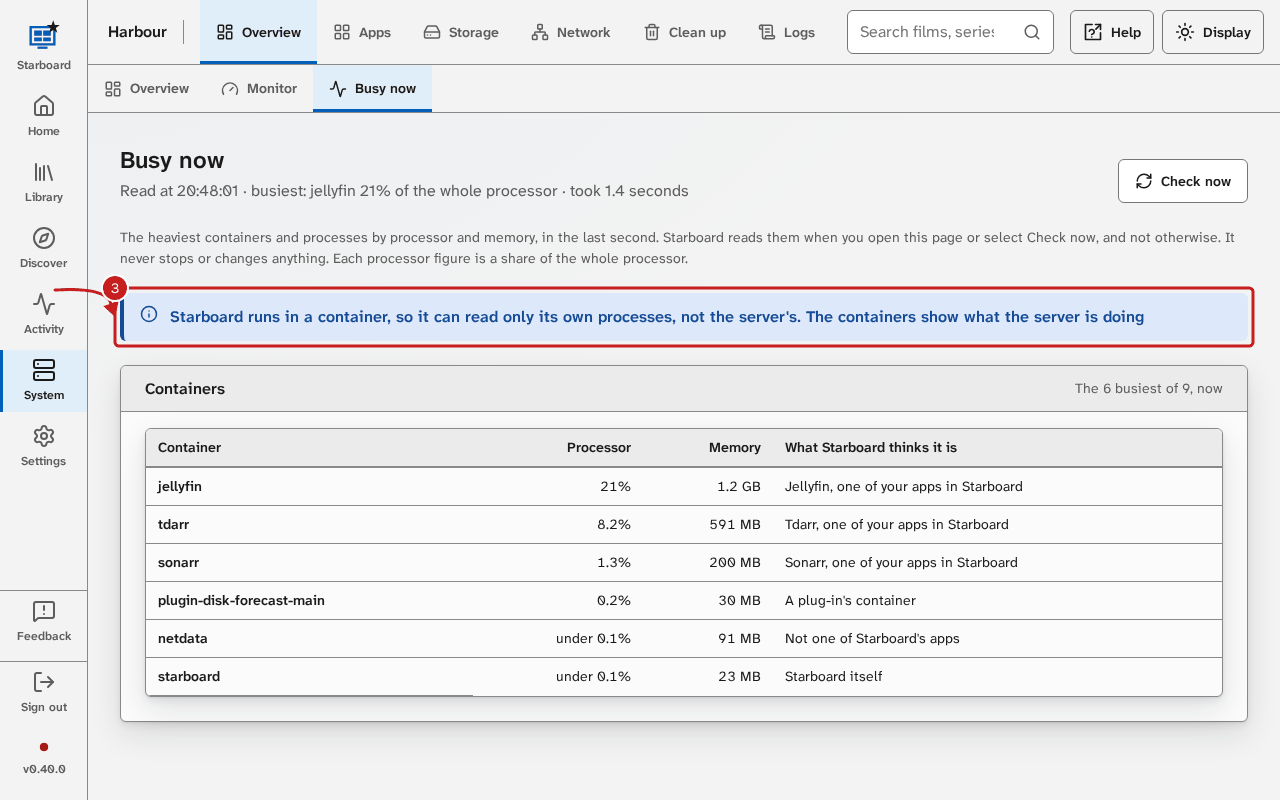 Starboard
Home
Library
Discover
Activity
System
Settings
Feedback
Sign out
v0.40.0
Harbour
Overview
Apps
Storage
Network
Clean up
Logs
Search films, series
Help
Display
Overview
Monitor
Busy now
Busy now
Read at 20:48:01 · busiest: jellyfin 21% of the whole processor · took 1.4 seconds
Check now
The heaviest containers and processes by processor and memory, in the last second. Starboard reads them when you open this page or select Check now, and not otherwise. It
never stops or changes anything. Each processor figure is a share of the whole processor.
3
Starboard runs in a container, so it can read only its own processes, not the server's. The containers show what the server is doing
Containers
The 6 busiest of 9, now
Container Processor Memory What Starboard thinks it is
jellyfin 21% 1.2 GB Jellyfin, one of your apps in Starboard
tdarr 8.2% 591 MB Tdarr, one of your apps in Starboard
sonarr 1.3% 200 MB Sonarr, one of your apps in Starboard
plugin-disk-forecast-main 0.2% 30 MB A plug-in's container
netdata under 0.1% 91 MB Not one of Starboard's apps
starboard under 0.1% 23 MB Starboard itself